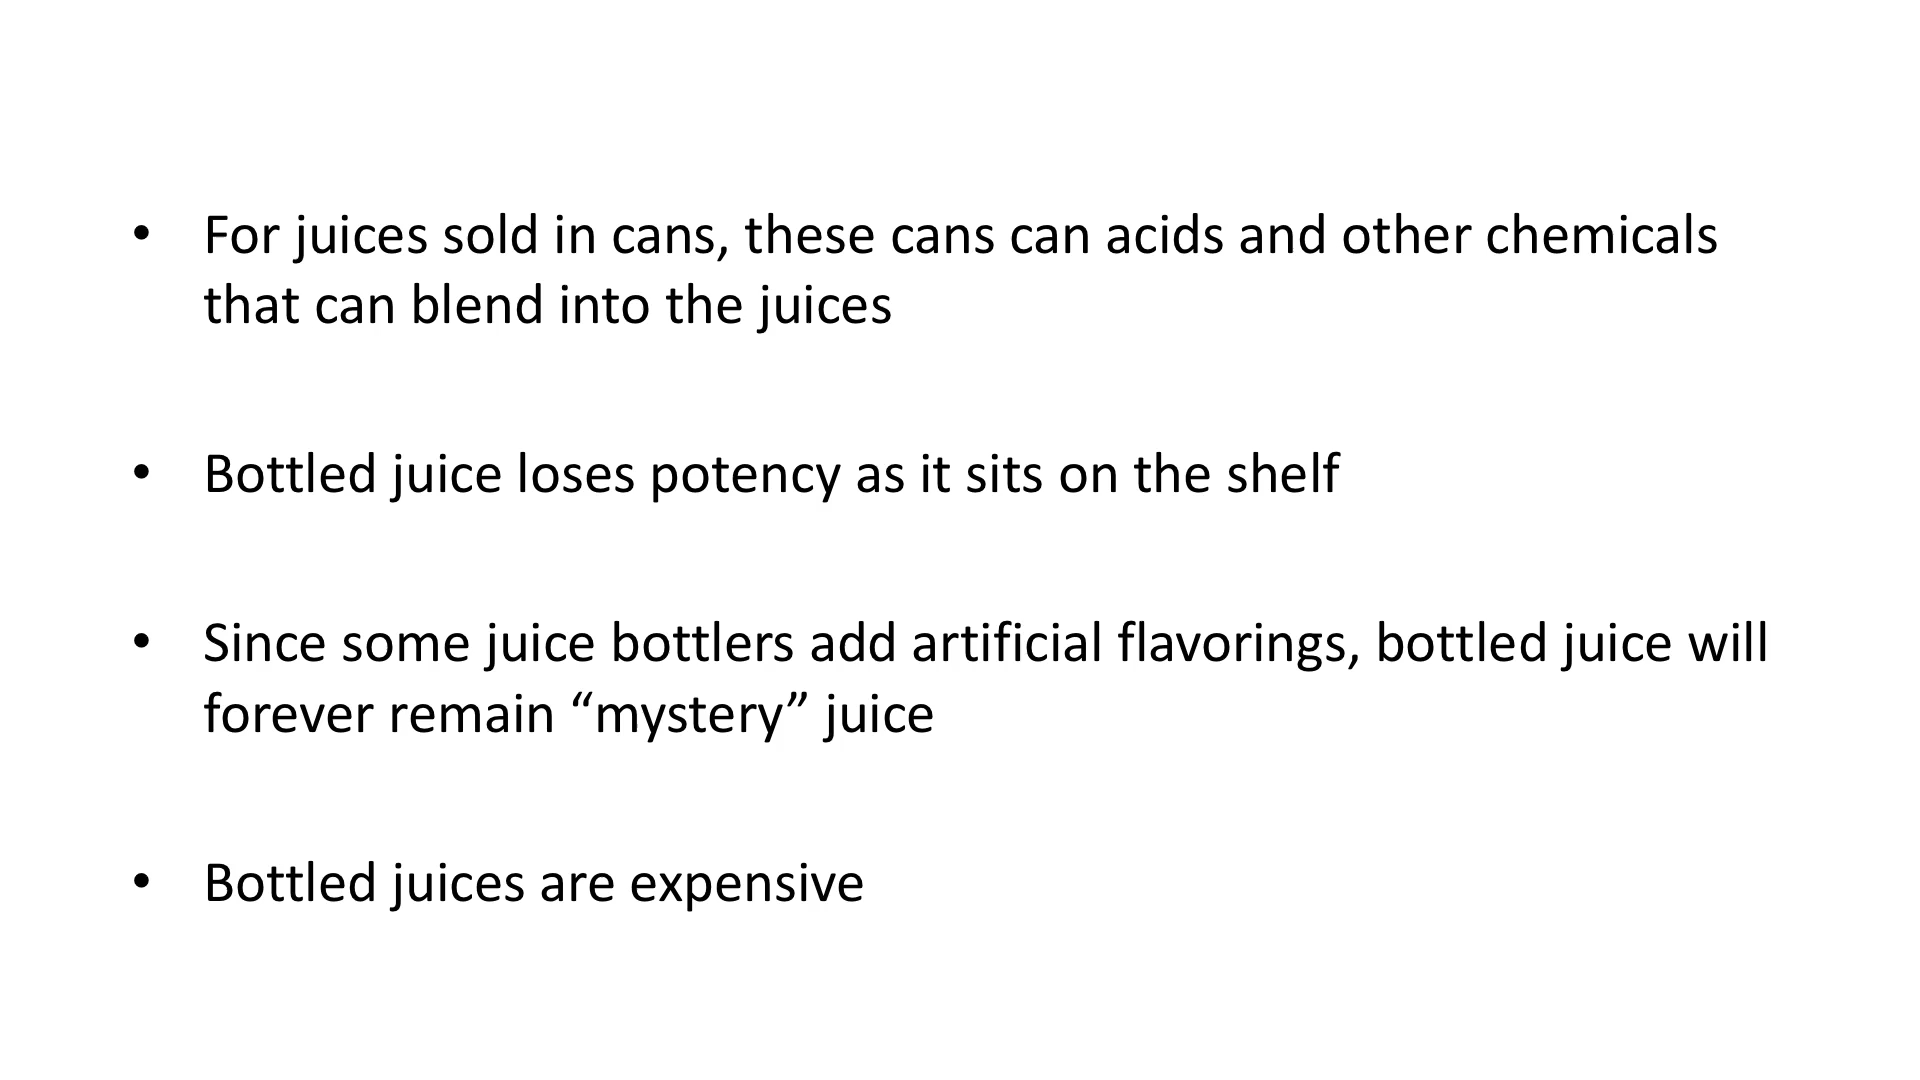 • For juices sold in cans, these cans can acids and other chemicals
that can blend into the juices
• Bottled juice loses potency as it sits on the shelf
• Since some juice bottlers add artificial flavorings, bottled juice will
forever remain “mystery” juice
• Bottled juices are expensive